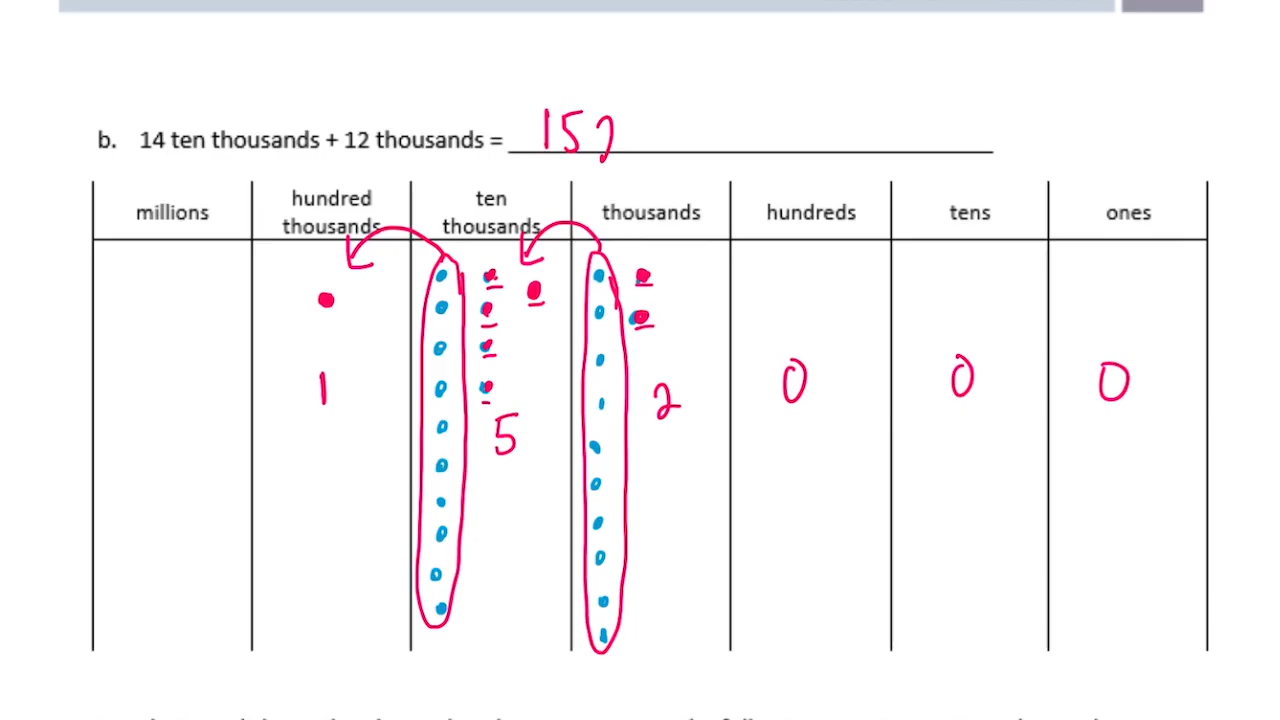 b. 14 ten thousands + 12 thousands = 152
millions hundred thousands ten thousands thousands hundreds tens ones
1 5 2 0 0 0